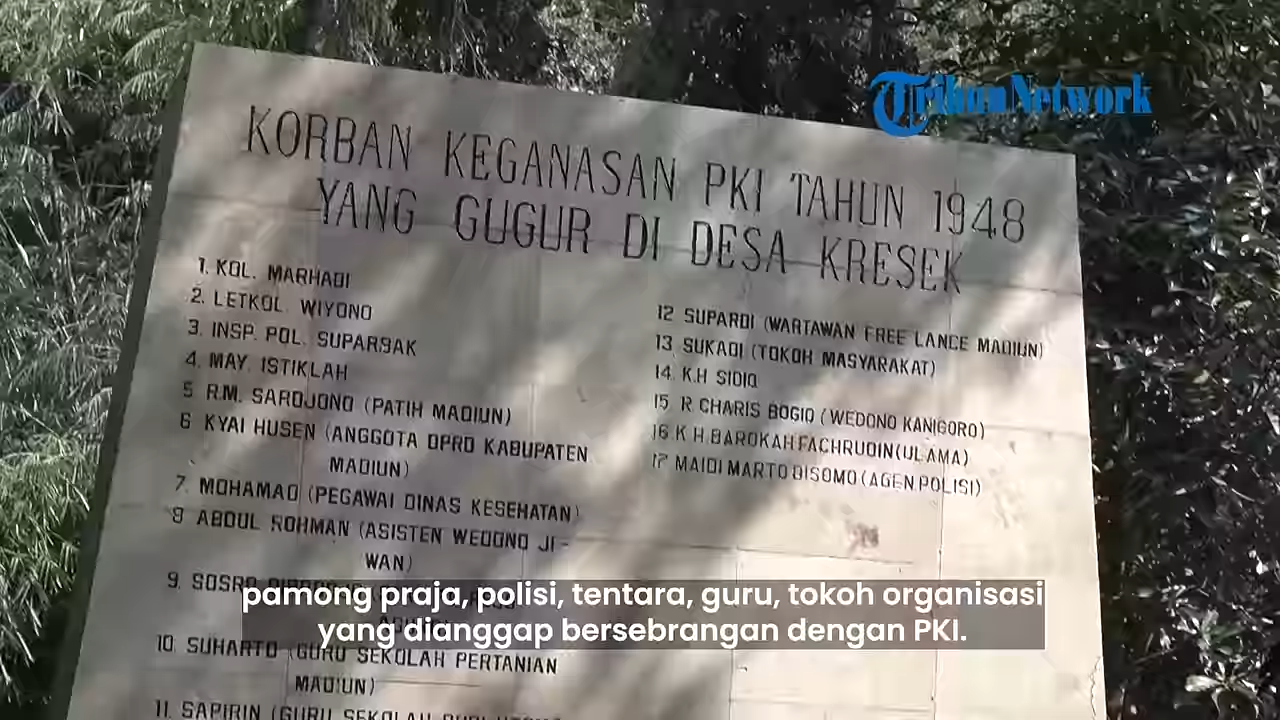 TribunNetwork
KORBAN KEGANASAN PKI TAHUN 1948
YANG GUGUR DI DESA KRESEK
1. KOL. MARHADI
2. LETKOL. WIYONO
3. INSP. POL. SUPARBAK
4. MAY. ISTIKLAH
5 R.M. SARDJONO (PATIH MADIUN)
6 KYAI HUSEN (ANGGOTA DPRD KABUPATEN
MADIUN)
7. MOHAMAD (PEGAWAI DINAS KESEHATAN)
8 ABDUL ROHMAN (ASISTEN WEDONO JI-
WAN)
9. SOSRO
10. SUHARTO (GURU SEKOLAH PERTANIAN
MADIUN)
11. SAPIRIN (GURU SEKOLAH
12 SUPARDI (WARTAWAN FREE LANCE MADIUN)
13 SUKADI (TOKOH MASYARAKAT)
14. K.H SIDIQ
15 R CHARIS BOGIO (WEDONO KANIGORO)
16 K H.BAROKAH FACHRUDIN (ULAMA)
17 MAIDI MARTO DISOMO (AGEN POLISI)
pamong praja, polisi, tentara, guru, tokoh organisasi
yang dianggap bersebrangan dengan PKI.